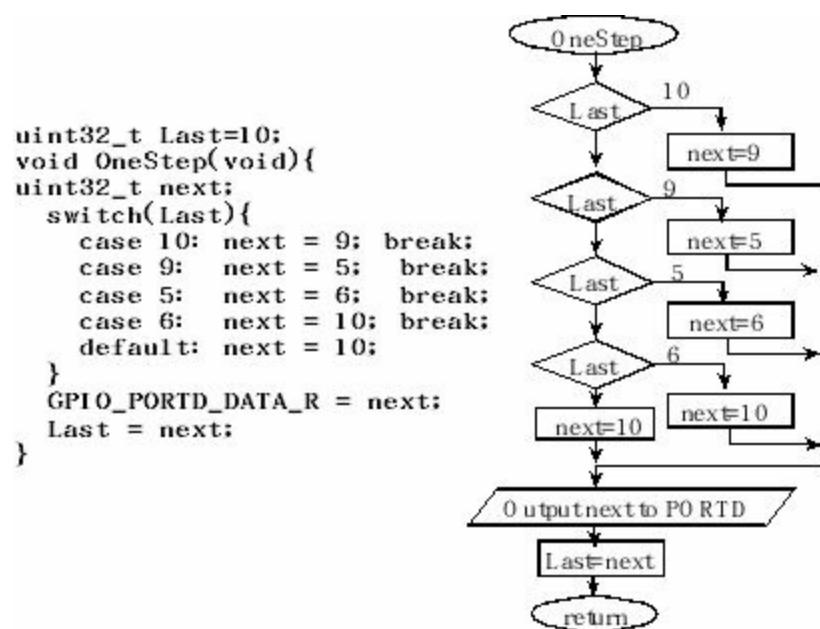 uint32_t Last=10;
void OneStep(void){
uint32_t next;
switch(Last){
case 10: next = 9; break;
case 9: next = 5; break;
case 5: next = 6; break;
case 6: next = 10; break;
default: next = 10;
}
GPIO_PORTD_DATA_R = next;
Last = next;
}
OneStep
Last
10
next=9
Last
9
next=5
Last
5
next=6
Last
6
next=10
next=10
Output next to PORTD
Last=next
return